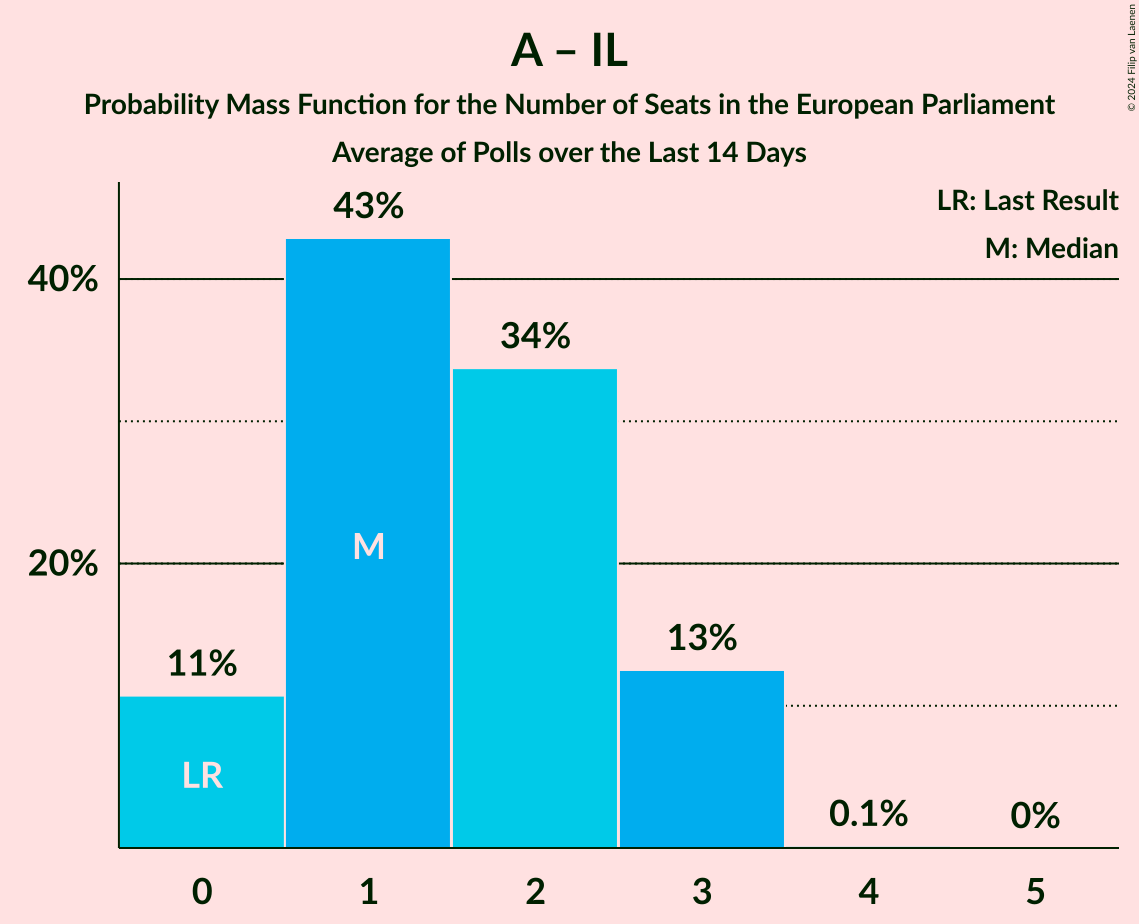 A – IL
Probability Mass Function for the Number of Seats in the European Parliament
Average of Polls over the Last 14 Days
© 2024 Filip van Laenen
LR: Last Result
M: Median
43%
40%
34%
M
20%
13%
11%
LR
0.1%
0%
0 1 2 3 4 5